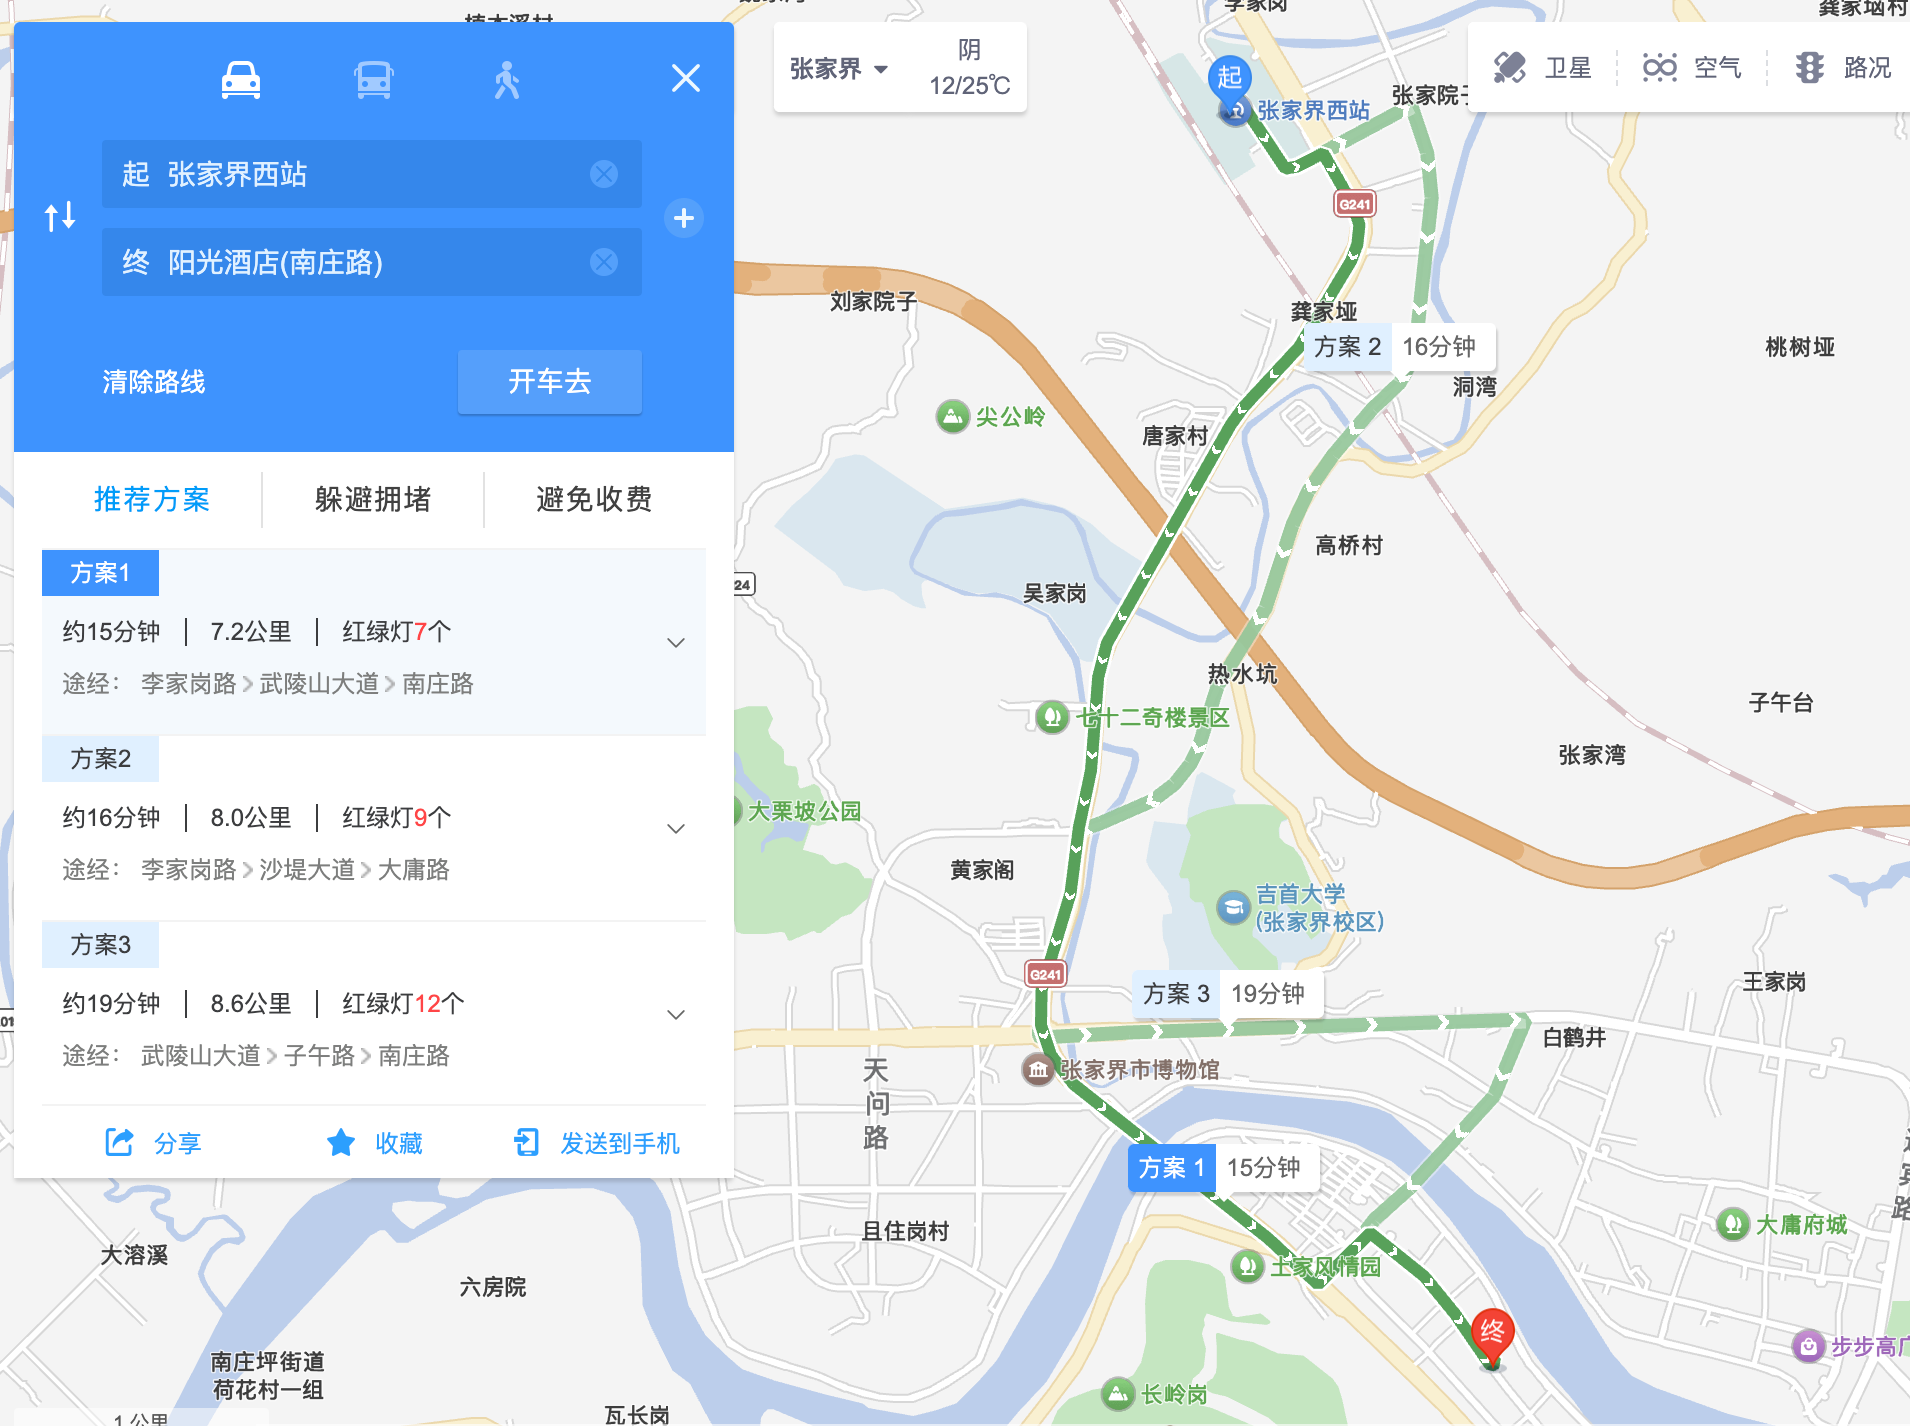 起 张家界西站
终 阳光酒店(南庄路)
清除路线
开车去
推荐方案
躲避拥堵
避免收费
方案1
约15分钟 | 7.2公里 | 红绿灯7个
途经： 李家岗路 > 武陵山大道 > 南庄路
方案2
约16分钟 | 8.0公里 | 红绿灯9个
途经： 李家岗路 > 沙堤大道 > 大庸路
方案3
约19分钟 | 8.6公里 | 红绿灯12个
途经： 武陵山大道 > 子午路 > 南庄路
分享
收藏
发送到手机
张家界
阴
12/25℃
卫星
空气
路况
李家岗
起
张家界西站
张家院子
G241
刘家院子
龚家垭
方案 2 16分钟
桃树垭
洞湾
尖公岭
唐家村
高桥村
24
吴家岗
热水坑
子午台
七十二奇楼景区
张家湾
大栗坡公园
黄家阁
吉首大学
(张家界校区)
G241
方案 3 19分钟
王家岗
白鹤井
张家界市博物馆
天问路
方案 1 15分钟
且住岗村
大庸府城
土家风情园
大溶溪
六房院
终
步步高广
南庄坪街道
荷花村一组
长岭岗
瓦长岗
1 公里